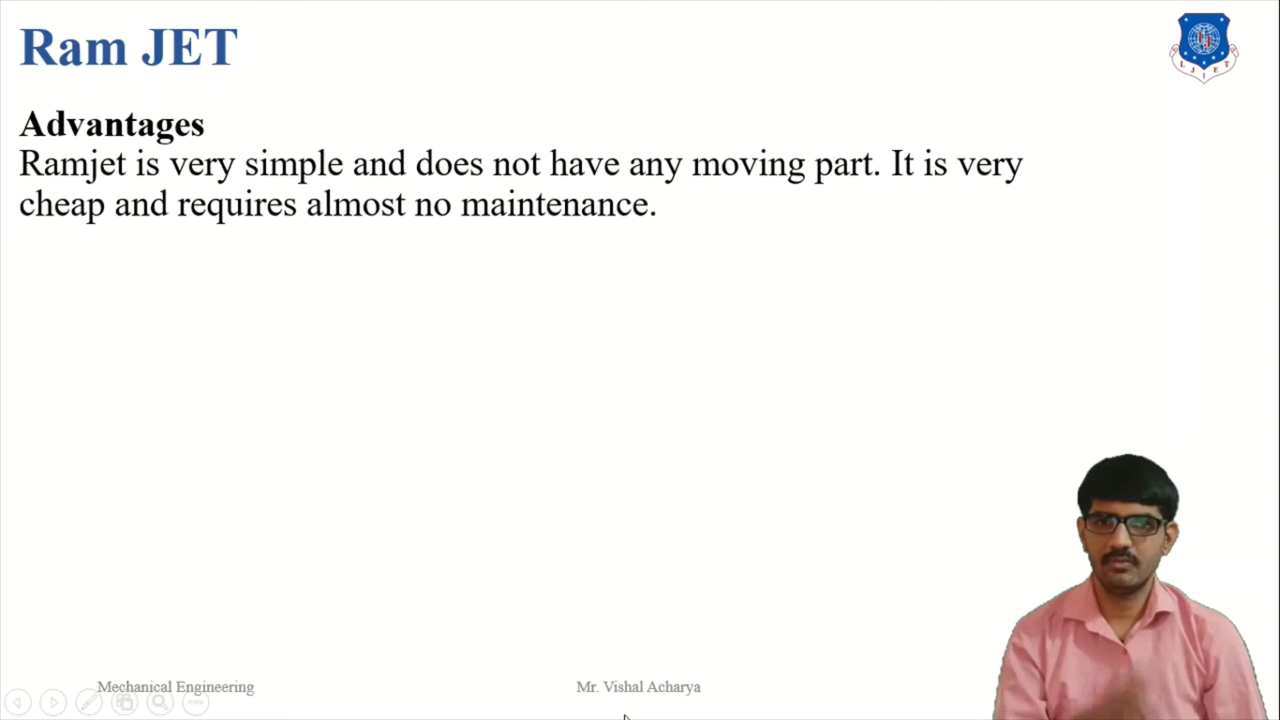 Ram JET
L J I E T
Advantages
Ramjet is very simple and does not have any moving part. It is very
cheap and requires almost no maintenance.
Mechanical Engineering
Mr. Vishal Acharya